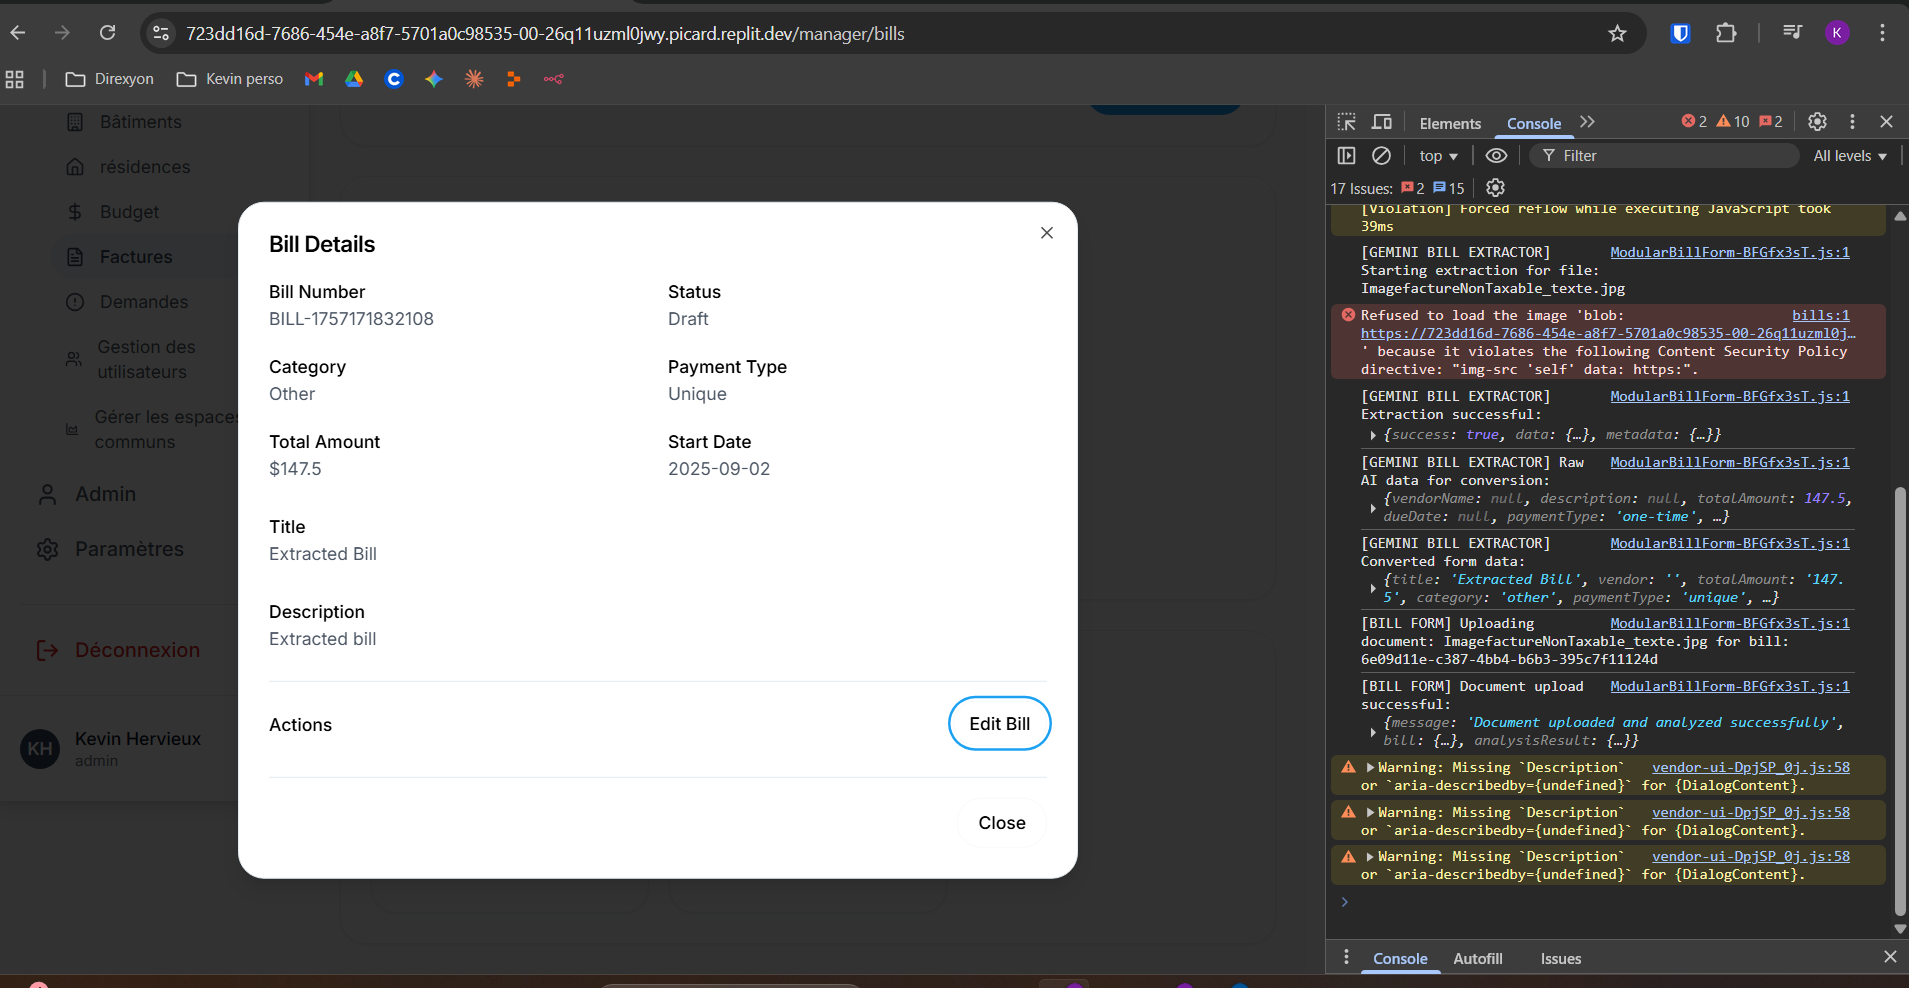 723dd16d-7686-454e-a8f7-5701a0c98535-00-26q11uzml0jwy.picard.replit.dev/manager/bills
K
Direxyon
Kevin perso
Bâtiments
résidences
Budget
Factures
Demandes
Gestion des
utilisateurs
Gérer les espaces
communs
Admin
Paramètres
Déconnexion
KH
Kevin Hervieux
admin
Bill Details
Bill Number
BILL-1757171832108
Status
Draft
Category
Other
Payment Type
Unique
Total Amount
$147.5
Start Date
2025-09-02
Title
Extracted Bill
Description
Extracted bill
Actions
Edit Bill
Close
Elements
Console
2
10
2
top
Filter
All levels
17 Issues:
2
15
[Violation] Forced reflow while executing JavaScript took
39ms
[GEMINI BILL EXTRACTOR] ModularBillForm-BFGfx3sT.js:1
Starting extraction for file:
ImagefactureNonTaxable_texte.jpg
Refused to load the image 'blob: bills:1
https://723dd16d-7686-454e-a8f7-5701a0c98535-00-26q11uzml0j…
' because it violates the following Content Security Policy
directive: "img-src 'self' data: https:".
[GEMINI BILL EXTRACTOR] ModularBillForm-BFGfx3sT.js:1
Extraction successful:
{success: true, data: {…}, metadata: {…}}
[GEMINI BILL EXTRACTOR] Raw ModularBillForm-BFGfx3sT.js:1
AI data for conversion:
{vendorName: null, description: null, totalAmount: 147.5,
dueDate: null, paymentType: 'one-time', …}
[GEMINI BILL EXTRACTOR] ModularBillForm-BFGfx3sT.js:1
Converted form data:
{title: 'Extracted Bill', vendor: '', totalAmount: '147.
5', category: 'other', paymentType: 'unique', …}
[BILL FORM] Uploading ModularBillForm-BFGfx3sT.js:1
document: ImagefactureNonTaxable_texte.jpg for bill:
6e09d11e-c387-4bb4-b6b3-395c7f11124d
[BILL FORM] Document upload ModularBillForm-BFGfx3sT.js:1
successful:
{message: 'Document uploaded and analyzed successfully',
bill: {…}, analysisResult: {…}}
Warning: Missing `Description` vendor-ui-DpjSP_0j.js:58
or `aria-describedby={undefined}` for {DialogContent}.
Warning: Missing `Description` vendor-ui-DpjSP_0j.js:58
or `aria-describedby={undefined}` for {DialogContent}.
Warning: Missing `Description` vendor-ui-DpjSP_0j.js:58
or `aria-describedby={undefined}` for {DialogContent}.
Console
Autofill
Issues